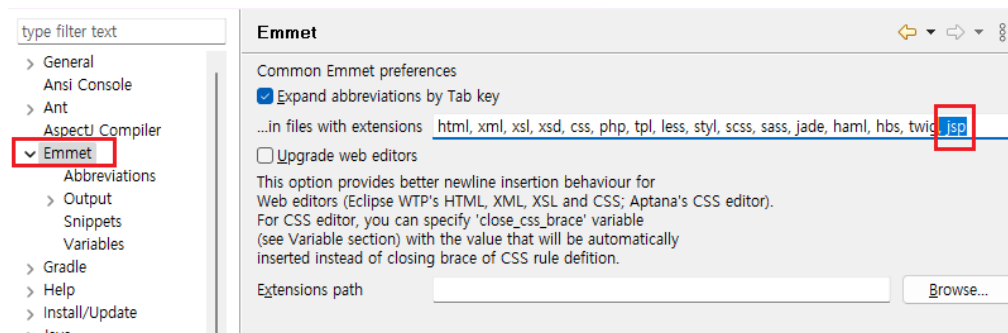 type filter text
General
Ansi Console
Ant
AspectJ Compiler
Emmet
Abbreviations
Output
Snippets
Variables
Gradle
Help
Install/Update
Emmet
Common Emmet preferences
Expand abbreviations by Tab key
...in files with extensions html, xml, xsl, xsd, css, php, tpl, less, styl, scss, sass, jade, haml, hbs, twig, jsp
Upgrade web editors
This option provides better newline insertion behaviour for
Web editors (Eclipse WTP's HTML, XML, XSL and CSS; Aptana's CSS editor).
For CSS editor, you can specify 'close_css_brace' variable
(see Variable section) with the value that will be automatically
inserted instead of closing brace of CSS rule defition.
Extensions path
Browse...